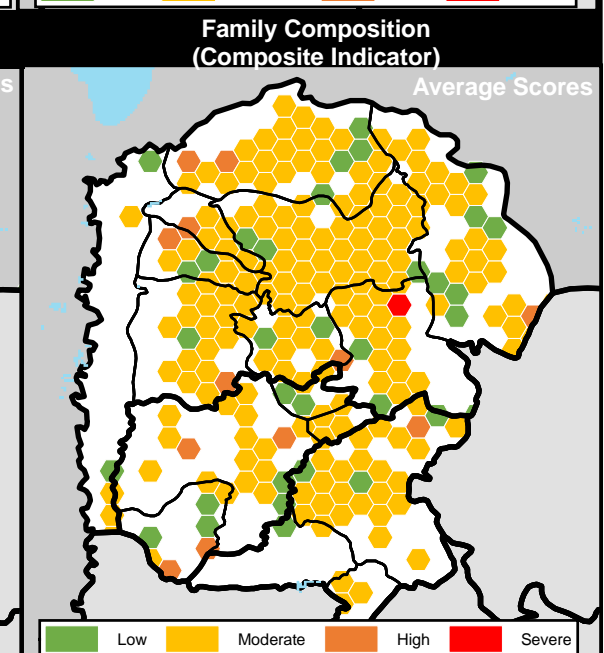 Family Composition
(Composite Indicator)
s
Average Scores
Low
Moderate
High
Severe